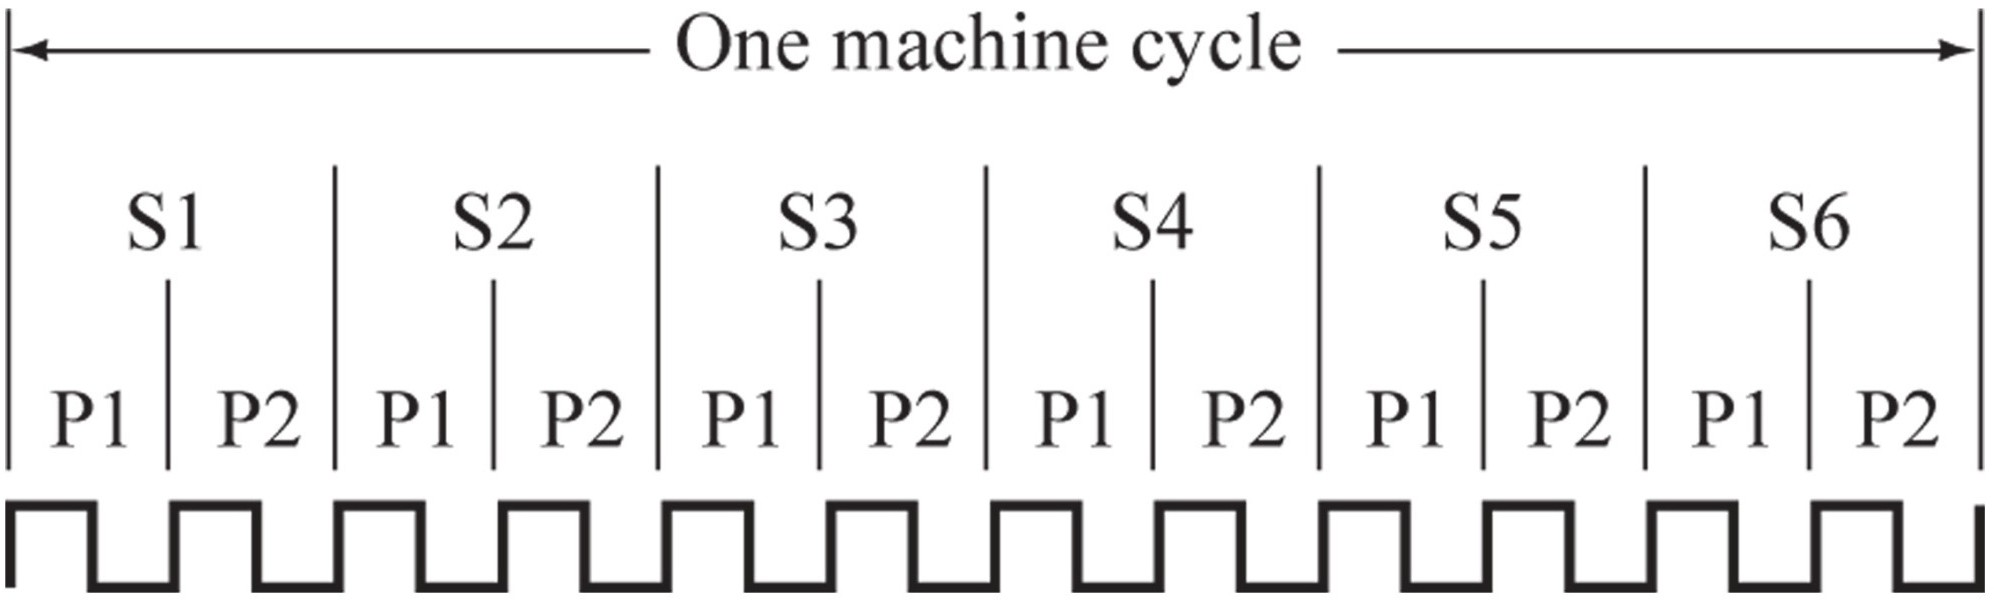 One machine cycle
S1 S2 S3 S4 S5 S6
P1 P2 P1 P2 P1 P2 P1 P2 P1 P2 P1 P2